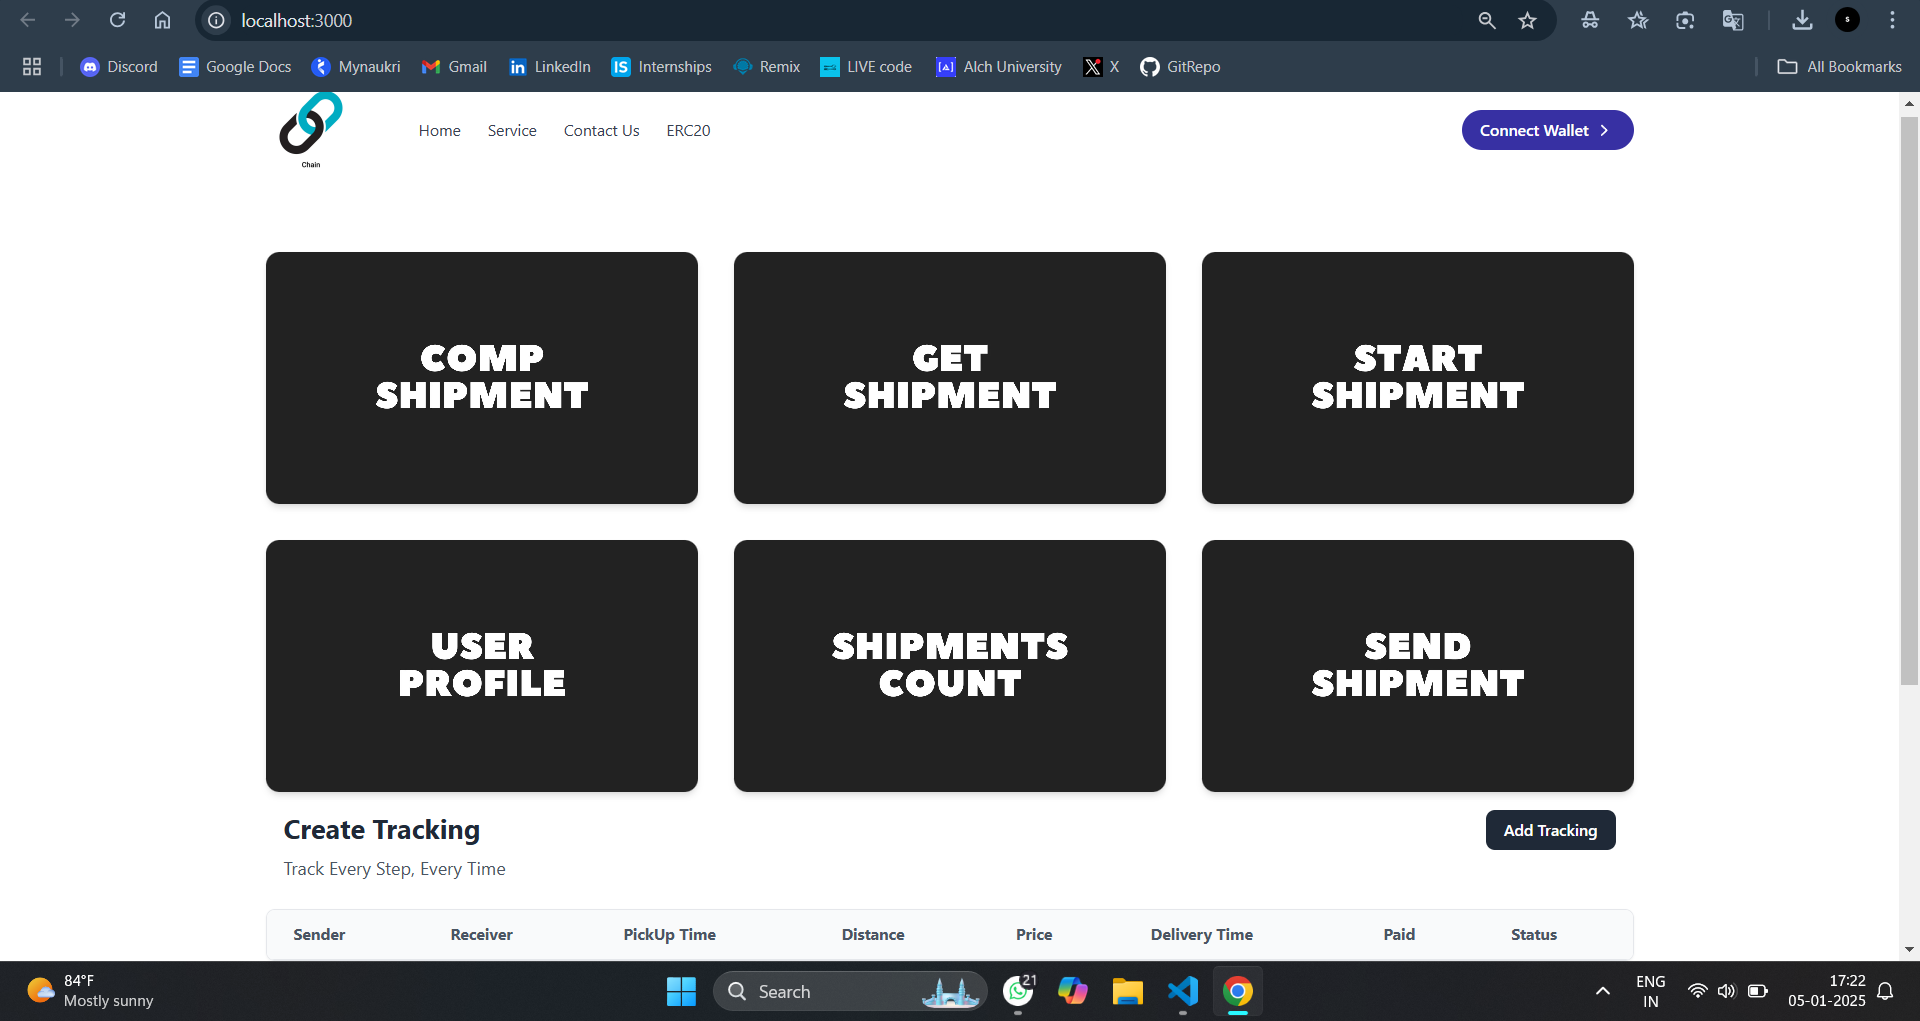 localhost:3000
s
Discord
Google Docs
Mynaukri
Gmail
LinkedIn
Internships
Remix
LIVE code
Alch University
X
GitRepo
All Bookmarks
Chain
Home
Service
Contact Us
ERC20
Connect Wallet
COMP
SHIPMENT
GET
SHIPMENT
START
SHIPMENT
USER
PROFILE
SHIPMENTS
COUNT
SEND
SHIPMENT
Create Tracking
Add Tracking
Track Every Step, Every Time
Sender
Receiver
PickUp Time
Distance
Price
Delivery Time
Paid
Status
84°F
Mostly sunny
Search
21
ENG
IN
17:22
05-01-2025